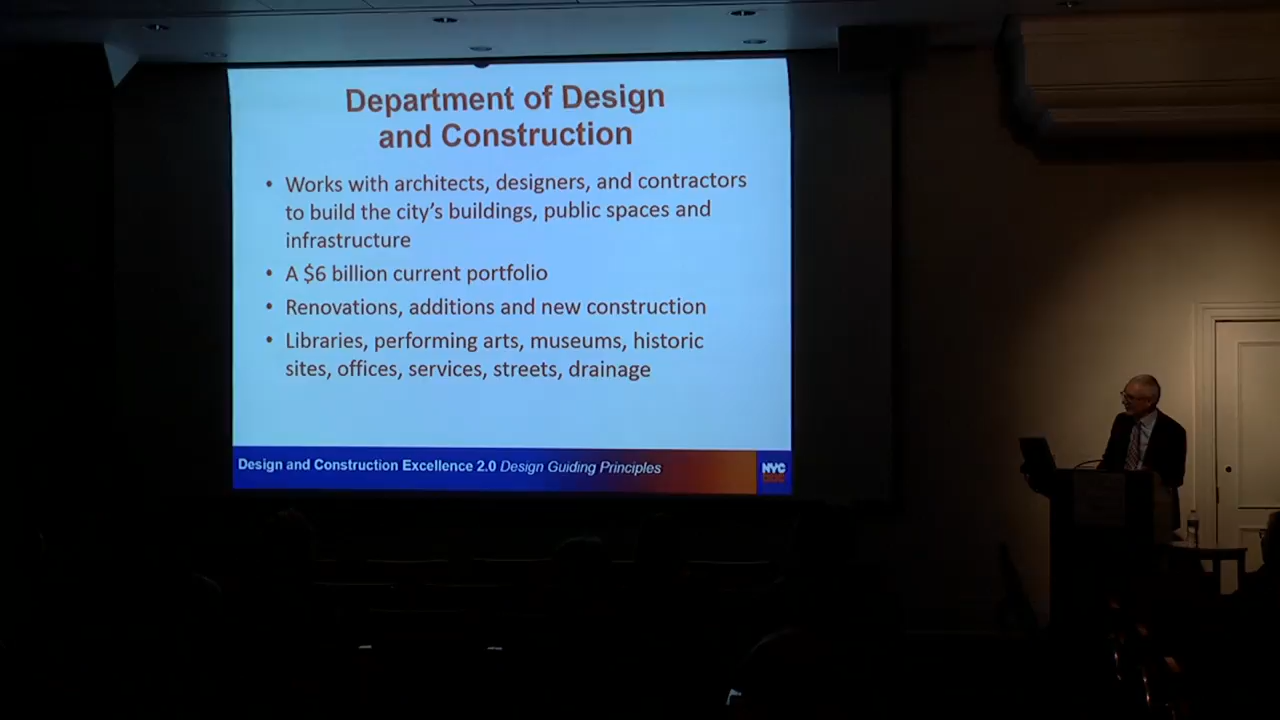 Department of Design
and Construction
• Works with architects, designers, and contractors
to build the city's buildings, public spaces and
infrastructure
• A $6 billion current portfolio
• Renovations, additions and new construction
• Libraries, performing arts, museums, historic
sites, offices, services, streets, drainage
Design and Construction Excellence 2.0 Design Guiding Principles
NYC